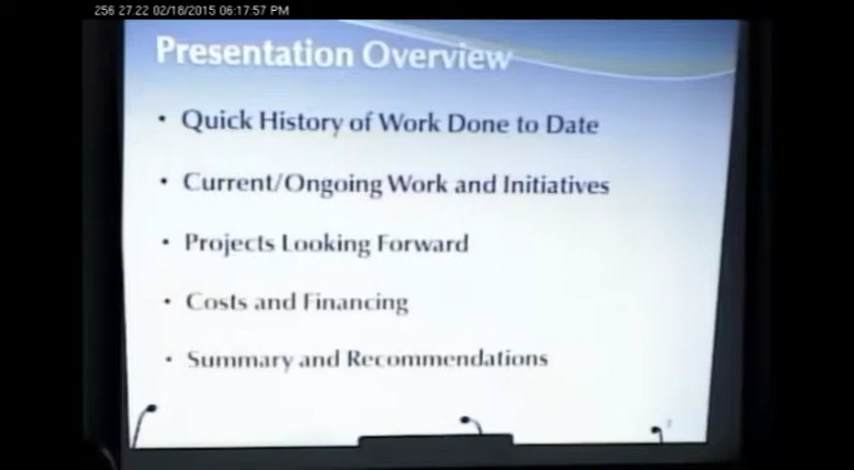 256 27.22 02/18/2015 06:17:57 PM
Presentation Overview
• Quick History of Work Done to Date
• Current/Ongoing Work and Initiatives
• Projects Looking Forward
• Costs and Financing
• Summary and Recommendations